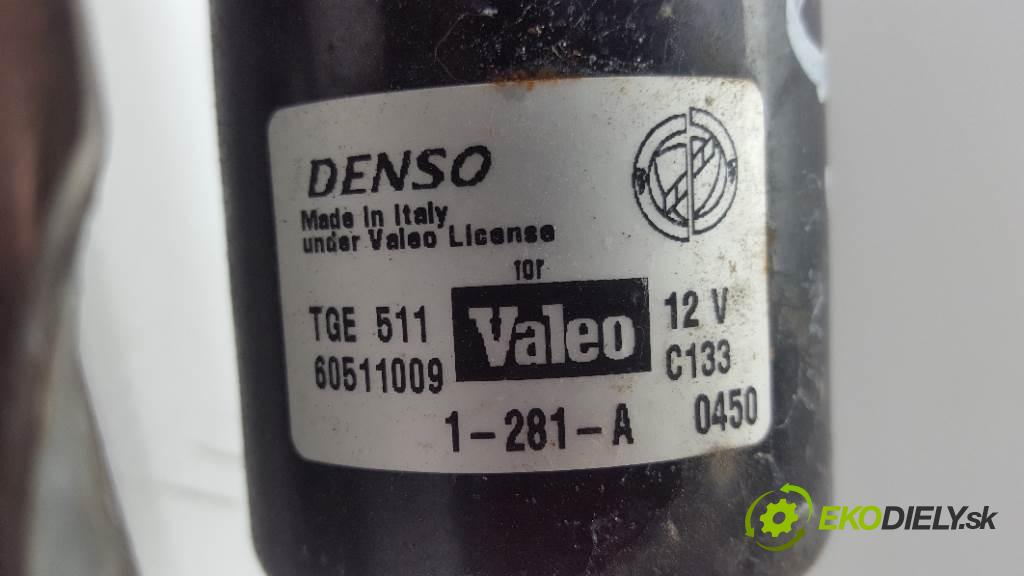 DENSO
Made in Italy
under Valeo License
for
Valeo
TGE 511
12 V
60511009
C133
1-281-A
0450
EKODIELY.sk